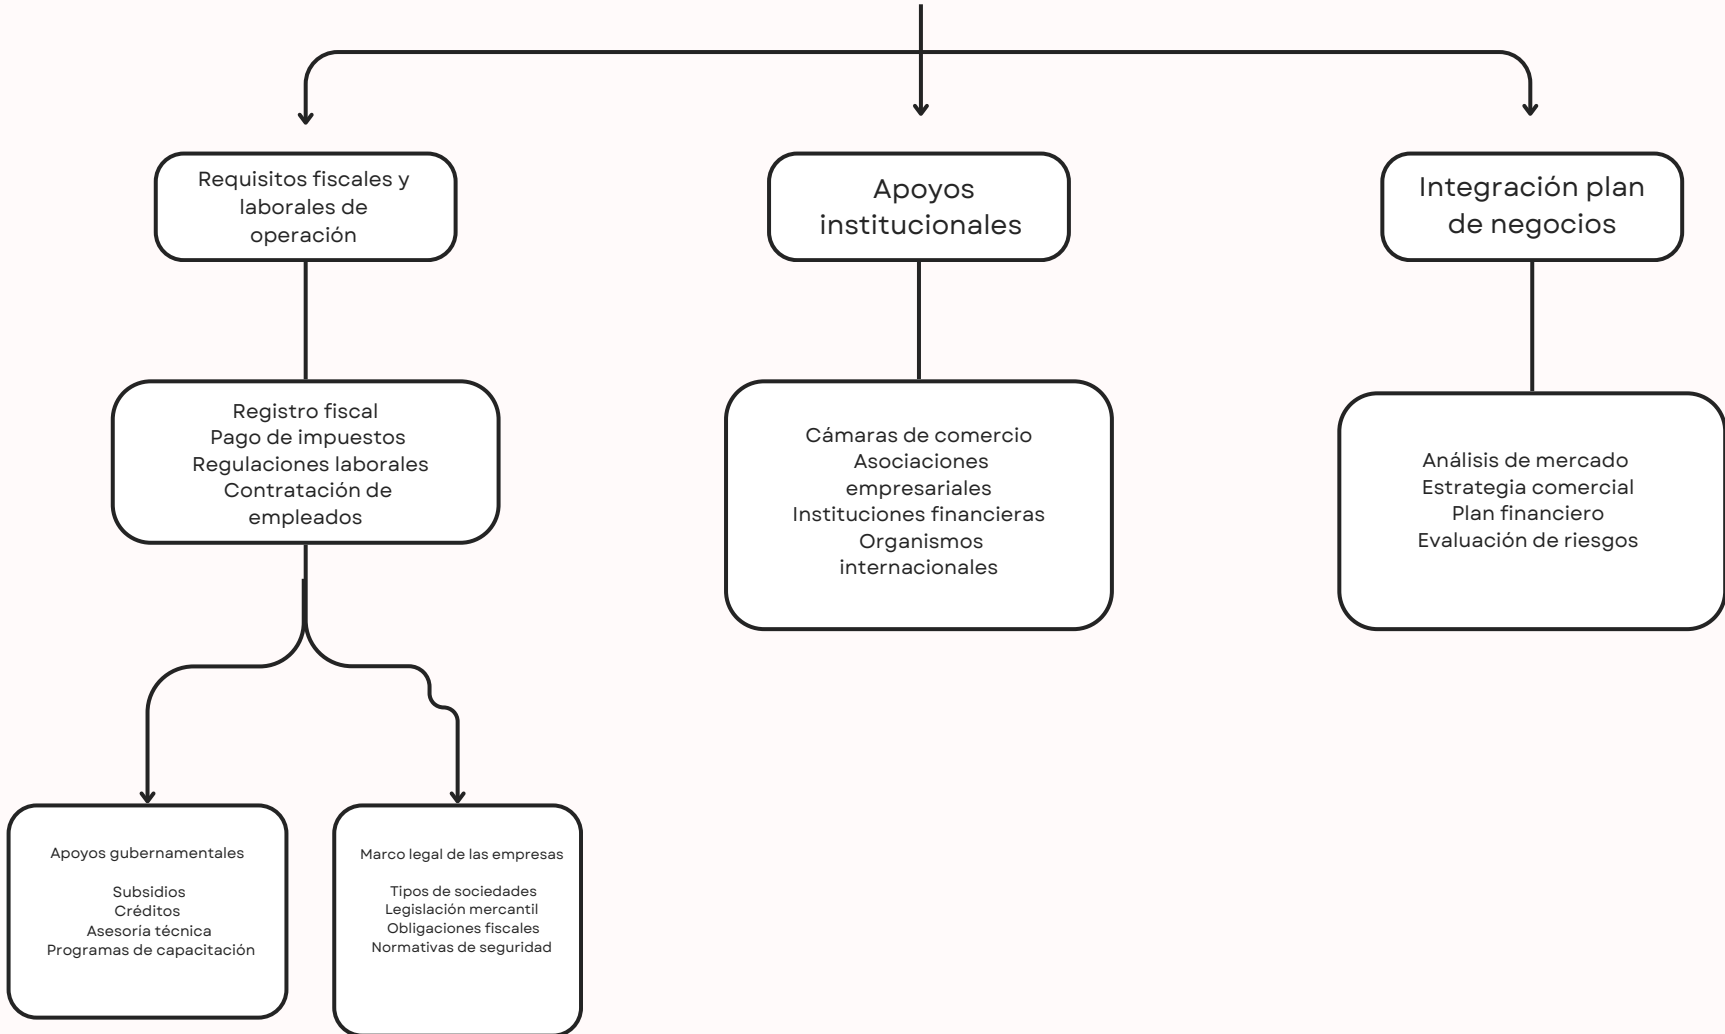 Requisitos fiscales y
laborales de
operación
Apoyos
institucionales
Integración plan
de negocios
Registro fiscal
Pago de impuestos
Regulaciones laborales
Contratación de
empleados
Cámaras de comercio
Asociaciones
empresariales
Instituciones financieras
Organismos
internacionales
Análisis de mercado
Estrategia comercial
Plan financiero
Evaluación de riesgos
Apoyos gubernamentales
Subsidios
Créditos
Asesoría técnica
Programas de capacitación
Marco legal de las empresas
Tipos de sociedades
Legislación mercantil
Obligaciones fiscales
Normativas de seguridad